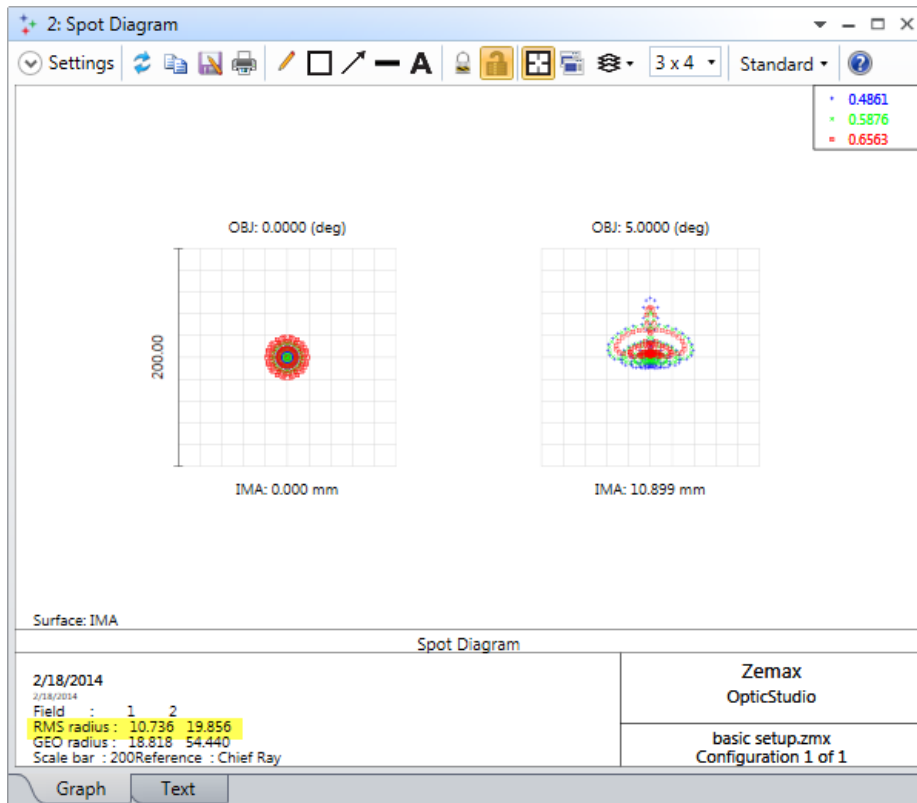 2: Spot Diagram
Settings
A
3 x 4
Standard
?
0.4861
0.5876
0.6563
OBJ: 0.0000 (deg)
OBJ: 5.0000 (deg)
200.00
IMA: 0.000 mm
IMA: 10.899 mm
Surface: IMA
Spot Diagram
2/18/2014
2/18/2014
Field : 1 2
RMS radius : 10.736 19.856
GEO radius : 18.818 54.440
Scale bar : 200Reference : Chief Ray
Zemax
OpticStudio
basic setup.zmx
Configuration 1 of 1
Graph
Text